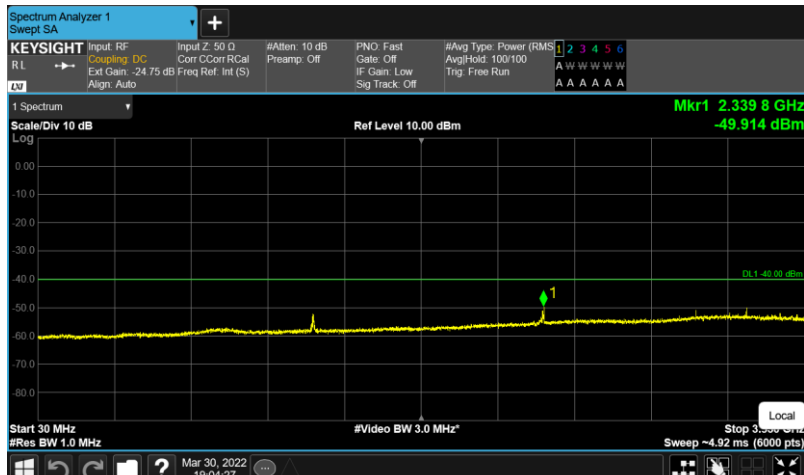 Spectrum Analyzer 1
Swept SA
+
KEYSIGHT
RL
LXI
Input: RF
Coupling: DC
Ext Gain: -24.75 dB
Align: Auto
Input Z: 50 Ω
Corr CCorr RCal
Freq Ref: Int (S)
#Atten: 10 dB
Preamp: Off
PNO: Fast
Gate: Off
IF Gain: Low
Sig Track: Off
#Avg Type: Power (RMS
Avg|Hold: 100/100
Trig: Free Run
1 2 3 4 5 6
A W W W W W
A A A A A A
1 Spectrum
Scale/Div 10 dB
Ref Level 10.00 dBm
Mkr1 2.339 8 GHz
-49.914 dBm
Log
0.00
-10.0
-20.0
-30.0
-40.0
DL1 -40.00 dBm
1
-50.0
-60.0
-70.0
-80.0
Local
Start 30 MHz
#Video BW 3.0 MHz*
#Res BW 1.0 MHz
Sweep ~4.92 ms (6000 pts)
?
Mar 30, 2022